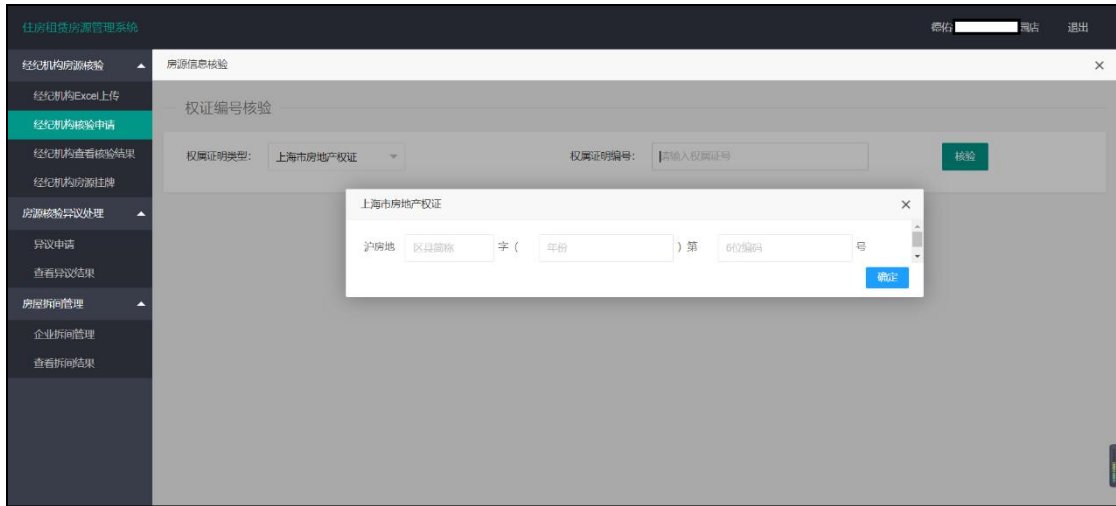 住房租赁房源管理系统
德佑 园店 退出
经纪机构房源核验
房源信息核验
经纪机构Excel上传
权证编号核验
经纪机构核验申请
经纪机构查看核验结果
权属证明类型: 上海市房地产权证 权属证明编号: 请输入权属证号 核验
经纪机构房源挂牌
上海市房地产权证
房源核验异议处理
沪房地 区县简称 字 ( 年份 ) 第 6位编码 号
异议申请
查看异议结果
确定
房屋拆间管理
企业拆间管理
查看拆间结果